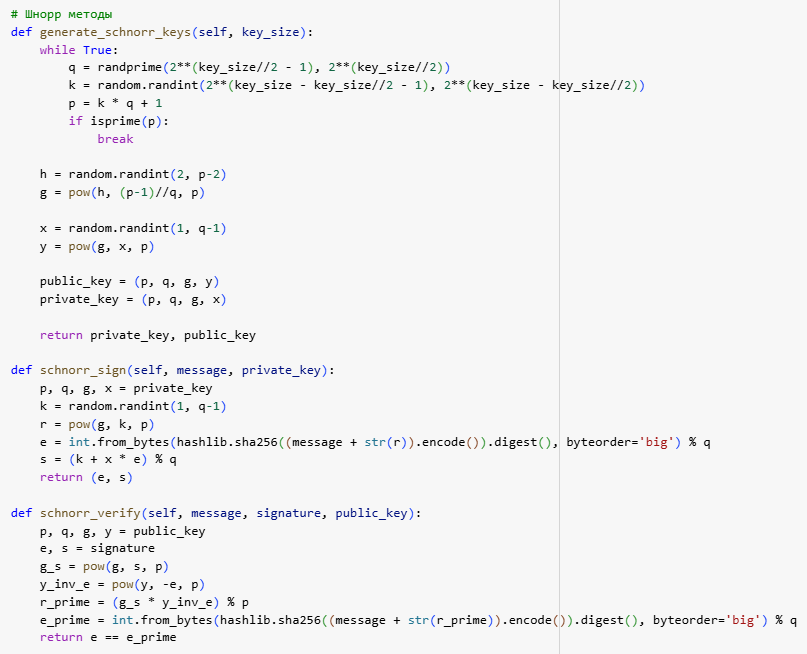 # Шнорр методы
def generate_schnorr_keys(self, key_size):
    while True:
        q = randprime(2**(key_size//2 - 1), 2**(key_size//2))
        k = random.randint(2**(key_size - key_size//2 - 1), 2**(key_size - key_size//2))
        p = k * q + 1
        if isprime(p):
            break

    h = random.randint(2, p-2)
    g = pow(h, (p-1)//q, p)

    x = random.randint(1, q-1)
    y = pow(g, x, p)

    public_key = (p, q, g, y)
    private_key = (p, q, g, x)

    return private_key, public_key

def schnorr_sign(self, message, private_key):
    p, q, g, x = private_key
    k = random.randint(1, q-1)
    r = pow(g, k, p)
    e = int.from_bytes(hashlib.sha256((message + str(r)).encode()).digest(), byteorder='big') % q
    s = (k + x * e) % q
    return (e, s)

def schnorr_verify(self, message, signature, public_key):
    p, q, g, y = public_key
    e, s = signature
    g_s = pow(g, s, p)
    y_inv_e = pow(y, -e, p)
    r_prime = (g_s * y_inv_e) % p
    e_prime = int.from_bytes(hashlib.sha256((message + str(r_prime)).encode()).digest(), byteorder='big') % q
    return e == e_prime